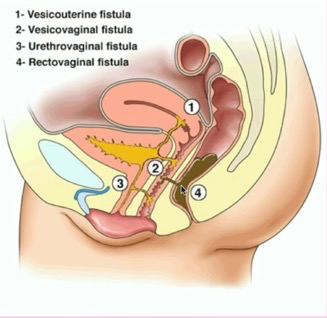 1- Vesicouterine fistula
2- Vesicovaginal fistula
3- Urethrovaginal fistula
4- Rectovaginal fistula
1
2
3
4